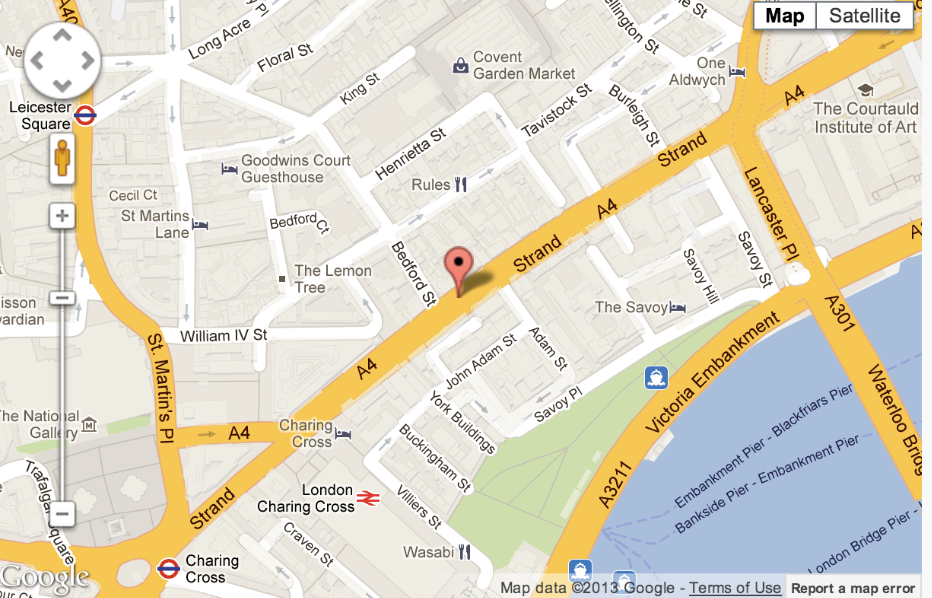 A40
Long Acre
Floral St
King St
Henrietta St
Covent
Garden Market
Wellington St
Tavistock St
Burleigh St
One
Aldwych
Map
Satellite
A4
The Courtauld
Institute of Art
Leicester
Square
Goodwins Court
Guesthouse
Rules
Strand
Cecil Ct
St Martins
Lane
Bedford Ct
A4
Lancaster Pl
The Lemon
Tree
Bedford St
Strand
Savoy Hill
Savoy St
The Savoy
William IV St
A4
St. Martin's Pl
John Adam St
Adam St
A301
Waterloo Bridg
Savoy Pl
Victoria Embankment
The National
Gallery
A4
Charing
Cross
York Buildings
Buckingham St
Embankment Pier - Blackfriars Pier
Bankside Pier - Embankment Pier
London Bridge Pier -
A3211
London
Charing Cross
Villiers St
Strand
Trafalgar Square
Craven St
Wasabi
Charing
Cross
Google
Map data ©2013 Google - Terms of Use
Report a map error